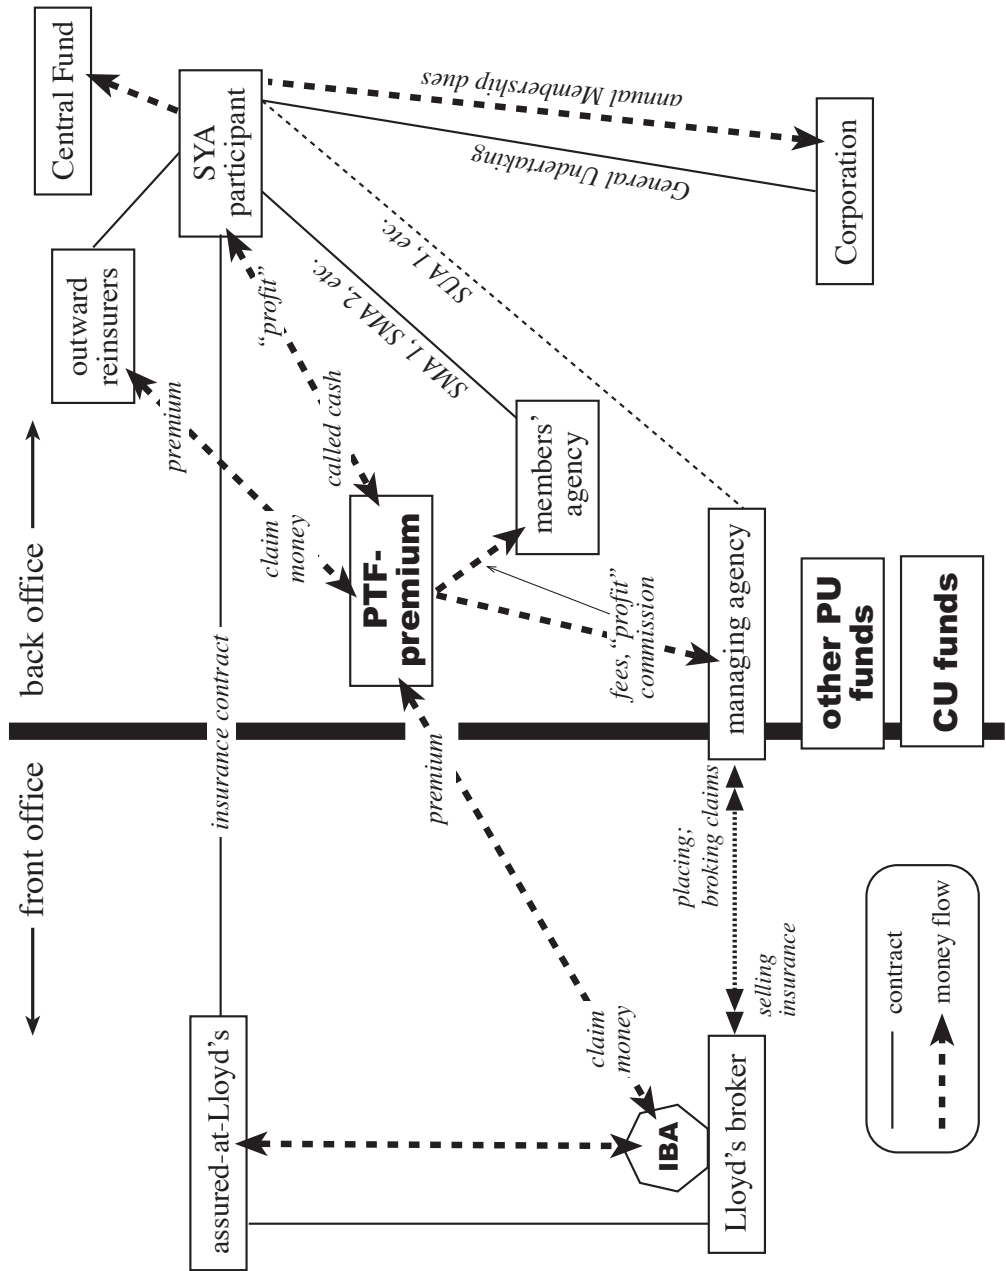 front office
back office
assured-at-Lloyd's
insurance contract
SYA
participant
Central Fund
outward
reinsurers
premium
claim
money
“profit”
called cash
PTF-
premium
SMA 1, SMA 2, etc.
SUA 1, etc.
General Undertaking
annual Membership dues
premium
claim
money
IBA
members’
agency
fees, “profit”
commission
Lloyd's broker
selling
insurance
placing;
broking claims
managing agency
Corporation
other PU
funds
CU funds
contract
money flow